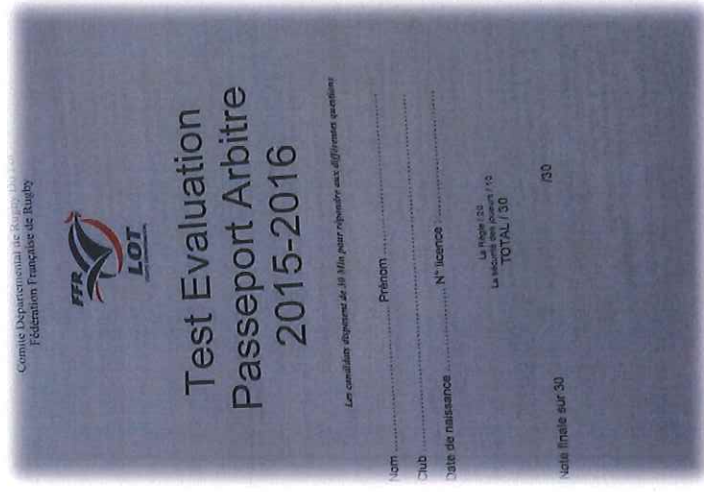 Comité Départemental de Rugby
Fédération Française de Rugby
FFR
LOT
Test Evaluation
Passeport Arbitre
2015-2016
Les candidats disposent de 30 Min pour répondre aux différentes questions
Nom ........................................ Prénom ........................................
Club ........................................
Date de naissance ........................ N° licence ........................
La Règle / 20
La sécurité des joueurs / 10
TOTAL / 30
Note finale sur 30 /30